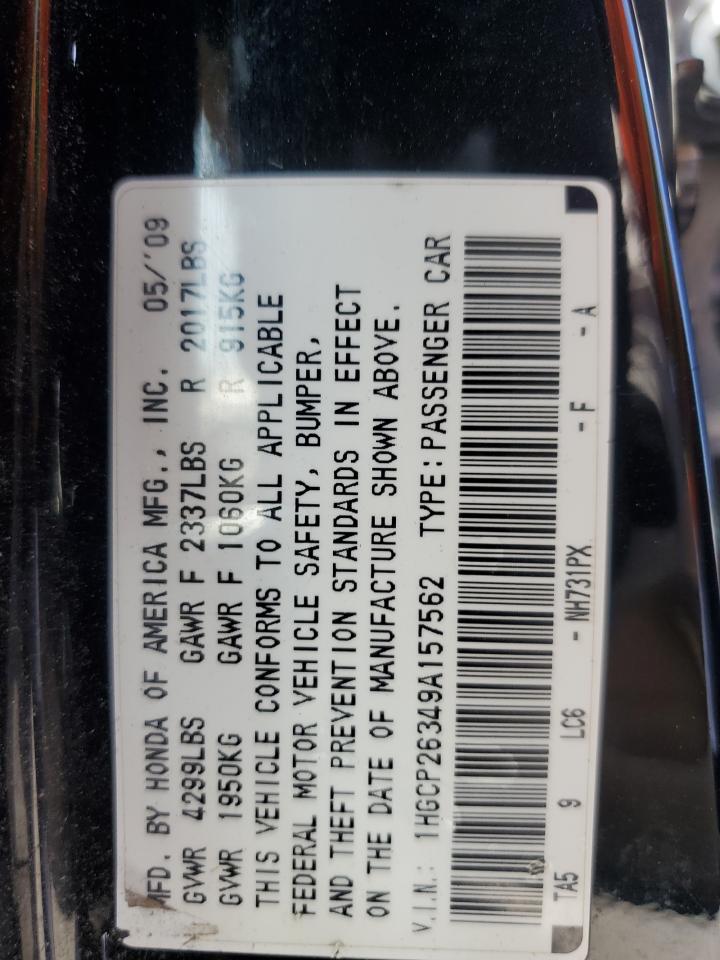 MFD. BY HONDA OF AMERICA MFG., INC. 05/'09
GVWR 4299LBS GAWR F 2337LBS R 2017LBS
GVWR 1950KG GAWR F 1060KG R 915KG
THIS VEHICLE CONFORMS TO ALL APPLICABLE
FEDERAL MOTOR VEHICLE SAFETY, BUMPER,
AND THEFT PREVENTION STANDARDS IN EFFECT
ON THE DATE OF MANUFACTURE SHOWN ABOVE.
V.I.N.: 1HGCP26349A157562 TYPE:PASSENGER CAR
TA5 9 LC6 - NH731PX - F - A